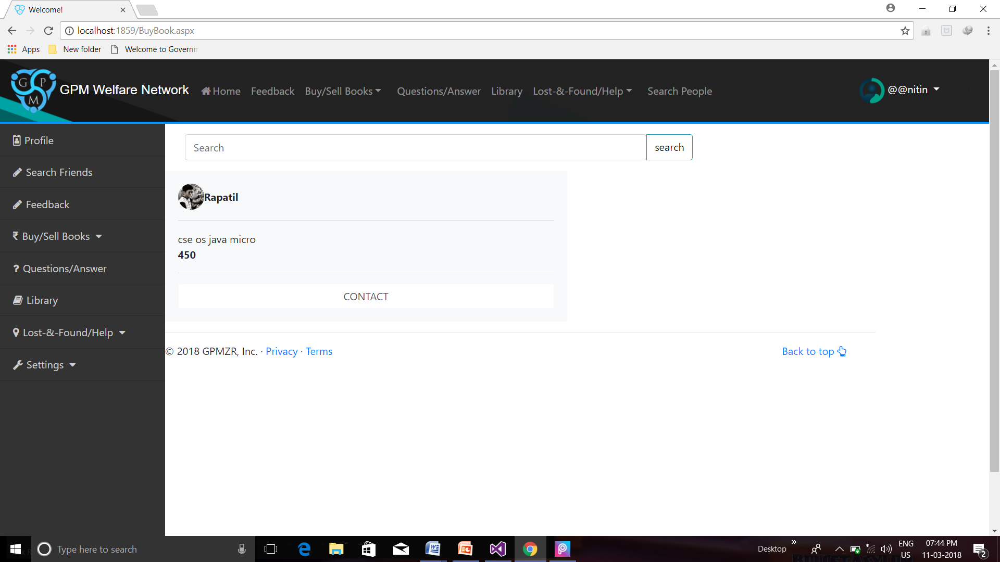 Welcome!
localhost:1859/BuyBook.aspx
Apps
New folder
Welcome to Governm
G P M
GPM Welfare Network
Home
Feedback
Buy/Sell Books
Questions/Answer
Library
Lost-&-Found/Help
Search People
@@nitin
Profile
Search Friends
Feedback
₹ Buy/Sell Books
? Questions/Answer
Library
Lost-&-Found/Help
Settings
Search
search
Rapatil
cse os java micro
450
CONTACT
© 2018 GPMZR, Inc. · Privacy · Terms
Back to top
Type here to search
Desktop
ENG
US
07:44 PM
11-03-2018
2